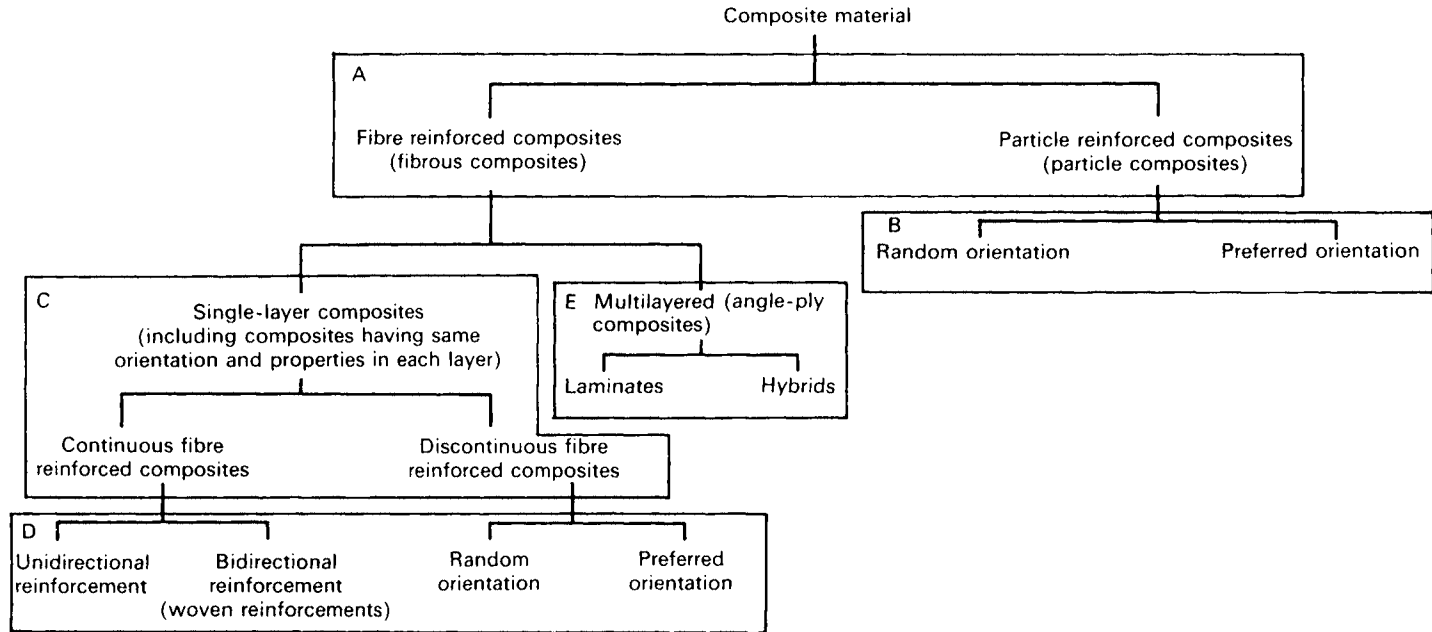 Composite material
A
Fibre reinforced composites
(fibrous composites)
Particle reinforced composites
(particle composites)
B
Random orientation
Preferred orientation
C
Single-layer composites
(including composites having same
orientation and properties in each layer)
E Multilayered (angle-ply
composites)
Laminates
Hybrids
Continuous fibre
reinforced composites
Discontinuous fibre
reinforced composites
D
Unidirectional
reinforcement
Bidirectional
reinforcement
(woven reinforcements)
Random
orientation
Preferred
orientation